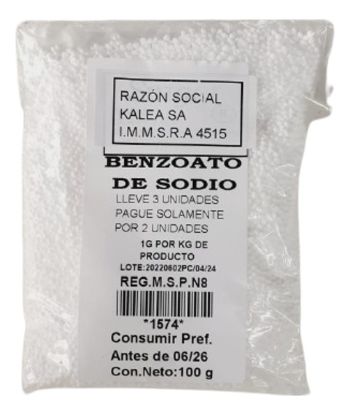 RAZÓN SOCIAL
KALEA SA
I.M.M.S.R.A 4515
BENZOATO
DE SODIO
LLEVE 3 UNIDADES
PAGUE SOLAMENTE
POR 2 UNIDADES
1G POR KG DE
PRODUCTO
LOTE:20220602PC/04/24
REG.M.S.P.N8
*1574*
Consumir Pref.
Antes de 06/26
Con.Neto:100 g